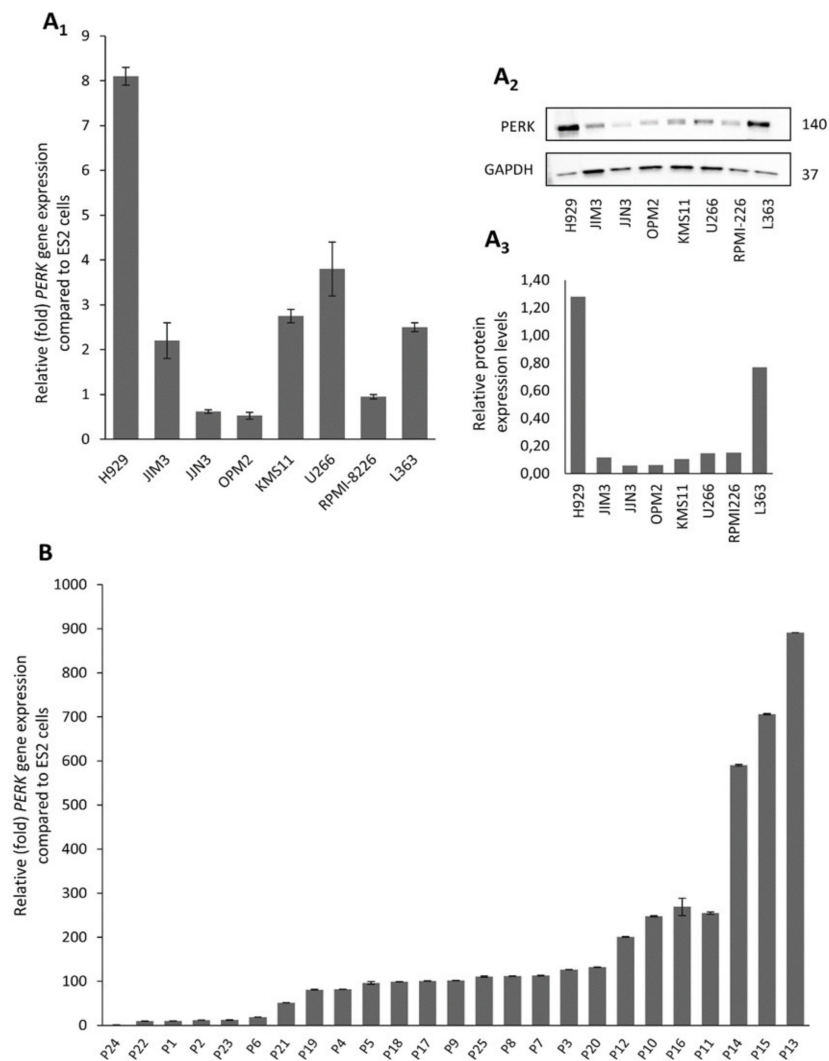 A1
Relative (fold) PERK gene expression
compared to ES2 cells
9
8
7
6
5
4
3
2
1
0
H929
JIM3
JJN3
OPM2
KMS11
U266
RPMI-8226
L363
A2
PERK
140
GAPDH
37
H929
JIM3
JJN3
OPM2
KMS11
U266
RPMI-226
L363
A3
Relative protein
expression levels
1,40
1,20
1,00
0,80
0,60
0,40
0,20
0,00
H929
JIM3
JJN3
OPM2
KMS11
U266
RPMI226
L363
B
Relative (fold) PERK gene expression
compared to ES2 cells
1000
900
800
700
600
500
400
300
200
100
0
P24
P22
P1
P2
P23
P6
P21
P19
P4
P5
P18
P17
P9
P25
P8
P7
P3
P20
P12
P10
P16
P11
P14
P15
P13